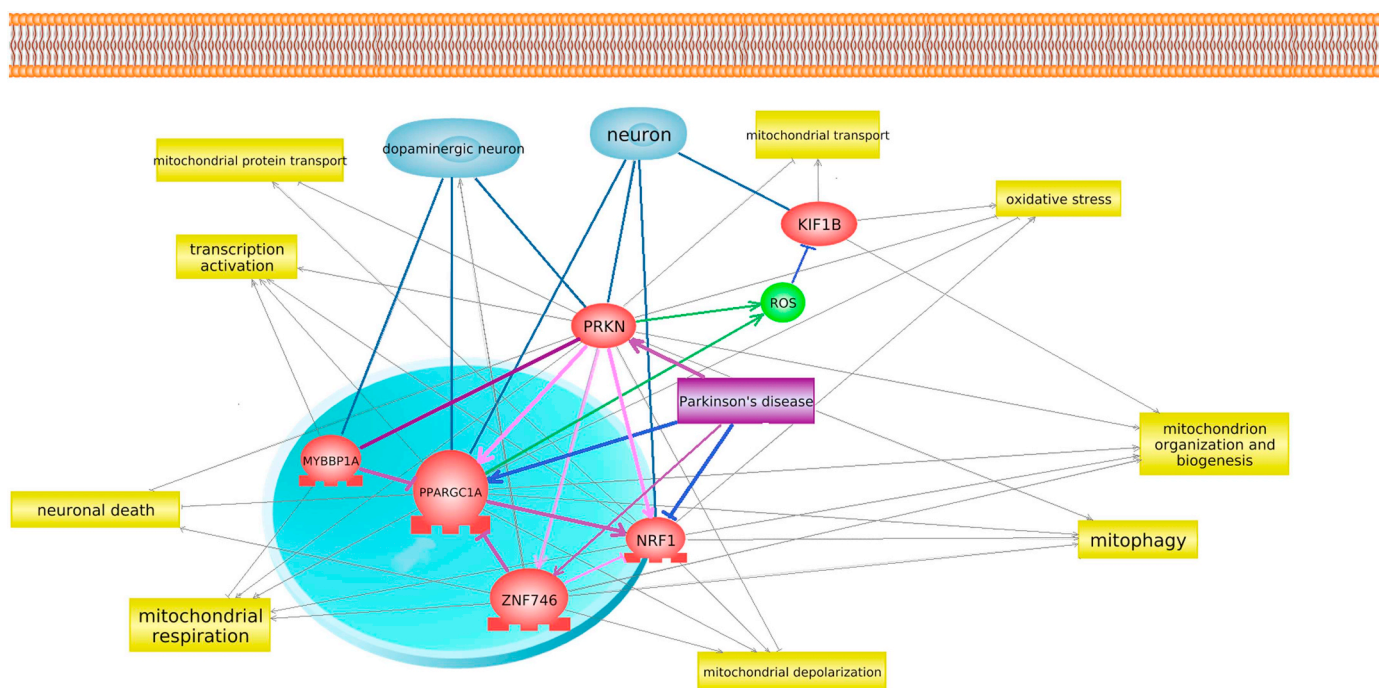 neuron
mitochondrial transport
dopaminergic neuron
mitochondrial protein transport
oxidative stress
KIF1B
transcription
activation
ROS
PRKN
Parkinson's disease
mitochondrion
organization and
biogenesis
MYBBP1A
PPARGC1A
neuronal death
NRF1
mitophagy
ZNF746
mitochondrial
respiration
mitochondrial depolarization